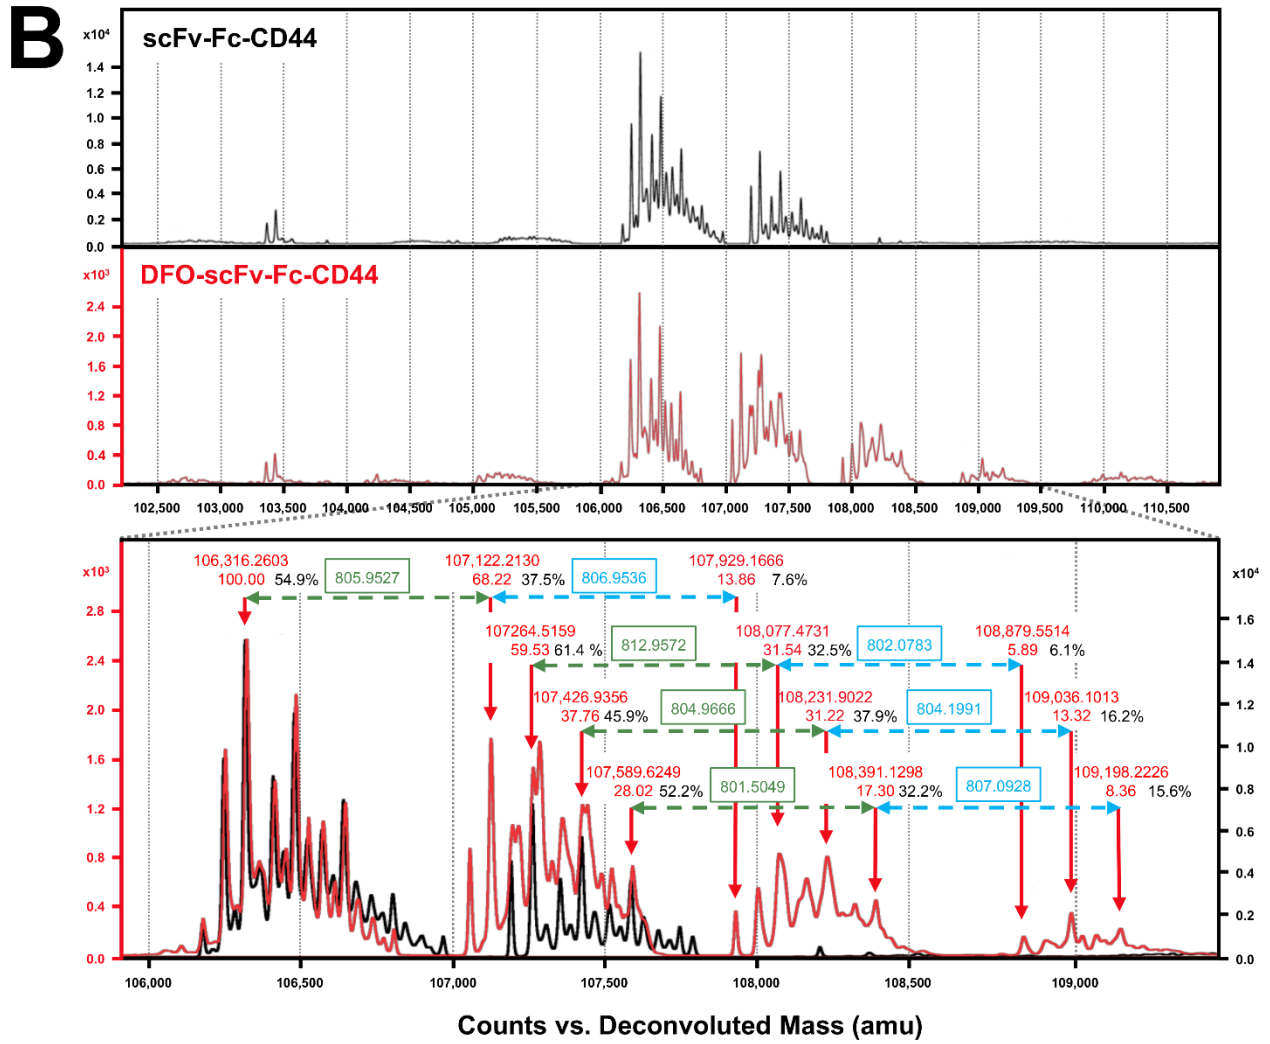 B
scFv-Fc-CD44
x10⁴
1.4
1.2
1.0
0.8
0.6
0.4
0.2
0.0
DFO-scFv-Fc-CD44
x10³
2.4
2.0
1.6
1.2
0.8
0.4
0.0
102,500 103,000 103,500 104,000 104,500 105,000 105,500 106,000 106,500 107,000 107,500 108,000 108,500 109,000 109,500 110,000 110,500
x10³
2.8
2.4
2.0
1.6
1.2
0.8
0.4
0.0
x10⁴
1.6
1.4
1.2
1.0
0.8
0.6
0.4
0.2
0.0
106,316.2603 107,122.2130 107,929.1666
100.00 54.9% 805.9527 68.22 37.5% 806.9536 13.86 7.6%
107264.5159 108,077.4731 108,879.5514
59.53 61.4 % 812.9572 31.54 32.5% 802.0783 5.89 6.1%
107,426.9356 108,231.9022 109,036.1013
37.76 45.9% 804.9666 31.22 37.9% 804.1991 13.32 16.2%
107,589.6249 108,391.1298 109,198.2226
28.02 52.2% 801.5049 17.30 32.2% 807.0928 8.36 15.6%
106,000 106,500 107,000 107,500 108,000 108,500 109,000
Counts vs. Deconvoluted Mass (amu)